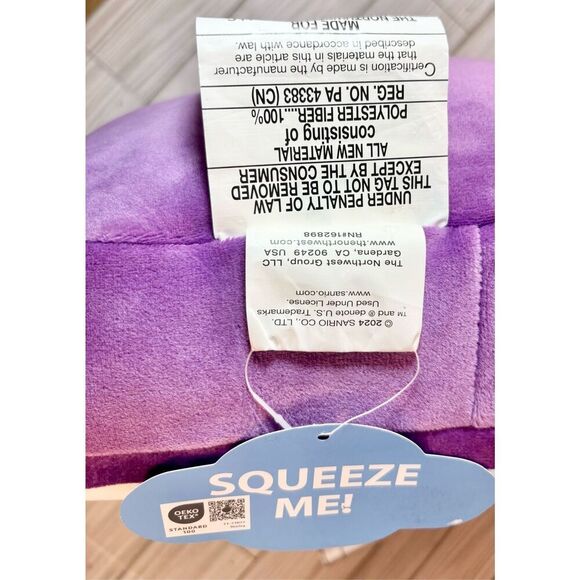 UNDER PENALTY OF LAW
THIS TAG NOT TO BE REMOVED
EXCEPT BY THE CONSUMER
ALL NEW MATERIAL
consisting of
POLYESTER FIBER....100%
REG. NO. PA 43383 (CN)
Certification is made by the manufacturer
that the materials in this article are
described in accordance with law.
MADE FOR
© 2024 SANRIO CO., LTD.
™ and ® denote U.S. Trademarks
Used Under License.
www.sanrio.com
The Northwest Group, LLC
Gardena, CA 90249 USA
www.thenorthwest.com
RN#162898
SQUEEZE
ME!
OEKO
TEX®
STANDARD
100